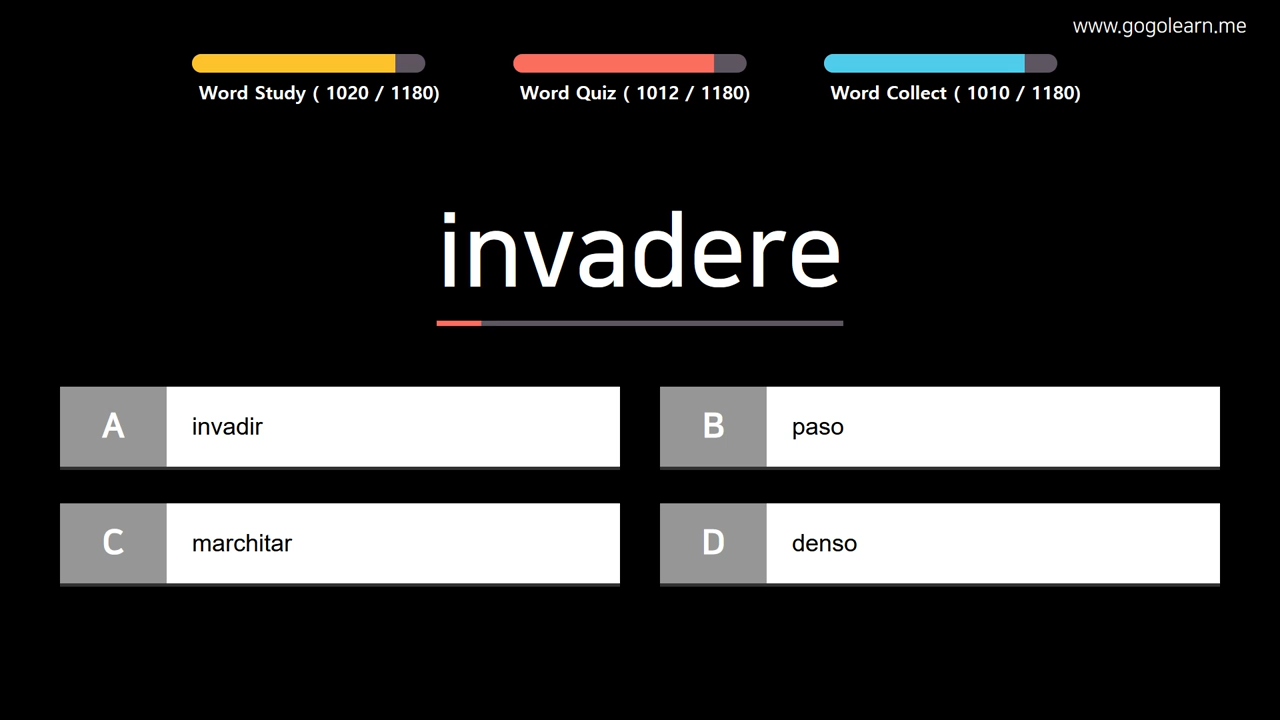 www.gogolearn.me
Word Study ( 1020 / 1180)
Word Quiz ( 1012 / 1180)
Word Collect ( 1010 / 1180)
invadere
A invadir
B paso
C marchitar
D denso